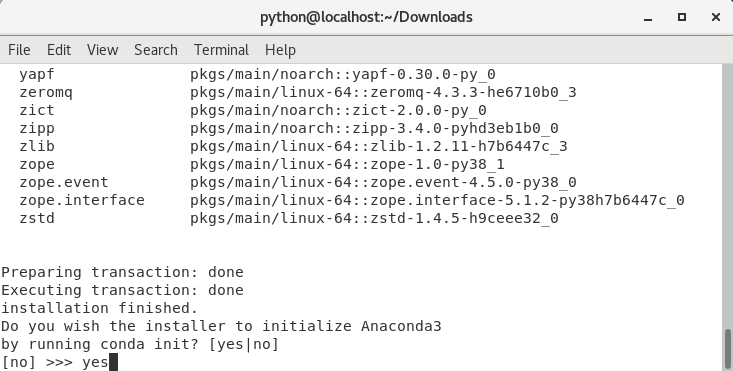 python@localhost:~/Downloads
File Edit View Search Terminal Help
yapf pkgs/main/noarch::yapf-0.30.0-py_0
zeromq pkgs/main/linux-64::zeromq-4.3.3-he6710b0_3
zict pkgs/main/noarch::zict-2.0.0-py_0
zipp pkgs/main/noarch::zipp-3.4.0-pyhd3eb1b0_0
zlib pkgs/main/linux-64::zlib-1.2.11-h7b6447c_3
zope pkgs/main/linux-64::zope-1.0-py38_1
zope.event pkgs/main/linux-64::zope.event-4.5.0-py38_0
zope.interface pkgs/main/linux-64::zope.interface-5.1.2-py38h7b6447c_0
zstd pkgs/main/linux-64::zstd-1.4.5-h9ceee32_0
Preparing transaction: done
Executing transaction: done
installation finished.
Do you wish the installer to initialize Anaconda3
by running conda init? [yes|no]
[no] >>> yes